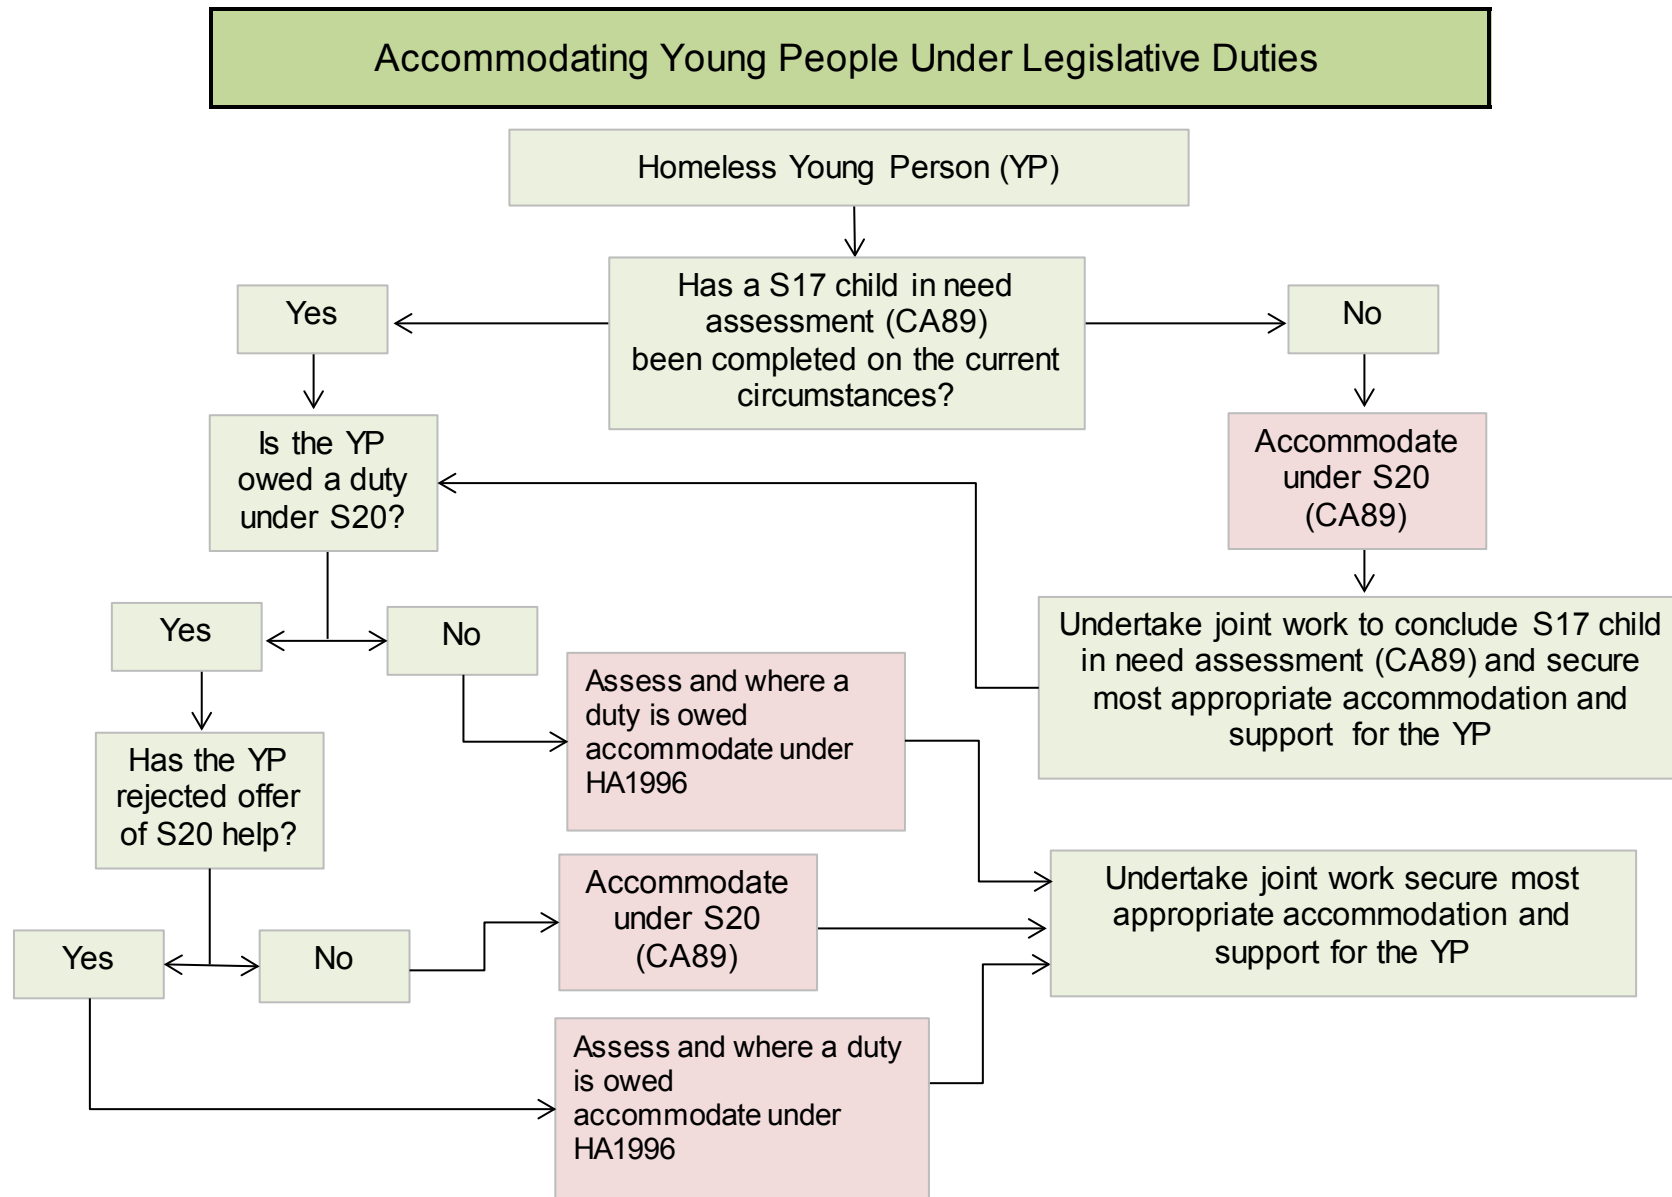 Accommodating Young People Under Legislative Duties
Homeless Young Person (YP)
Has a S17 child in need
assessment (CA89)
been completed on the current
circumstances?
Yes
No
Is the YP
owed a duty
under S20?
Accommodate
under S20
(CA89)
Yes
No
Undertake joint work to conclude S17 child
in need assessment (CA89) and secure
most appropriate accommodation and
support for the YP
Assess and where a
duty is owed
accommodate under
HA1996
Has the YP
rejected offer
of S20 help?
Yes
No
Accommodate
under S20
(CA89)
Undertake joint work secure most
appropriate accommodation and
support for the YP
Assess and where a duty
is owed
accommodate under
HA1996